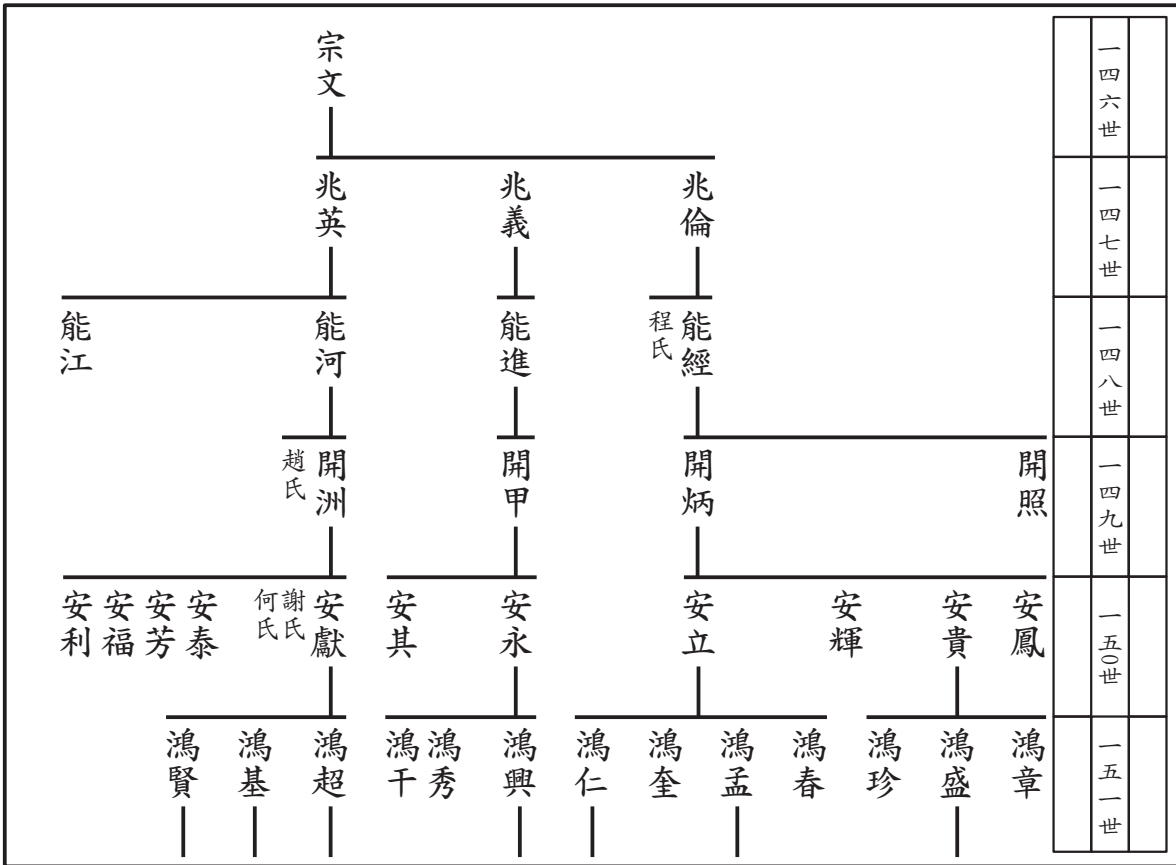 一四六世
宗文
一四七世
兆倫
兆義
兆英
一四八世
能經
程氏
能進
能河
能江
一四九世
開照
開炳
開甲
開洲
趙氏
一五〇世
安鳳
安貴
安輝
安立
安永
安其
安獻
謝氏
何氏
安泰
安芳
安福
安利
一五一世
鴻章
鴻盛
鴻珍
鴻春
鴻孟
鴻奎
鴻仁
鴻興
鴻秀
鴻干
鴻超
鴻基
鴻賢